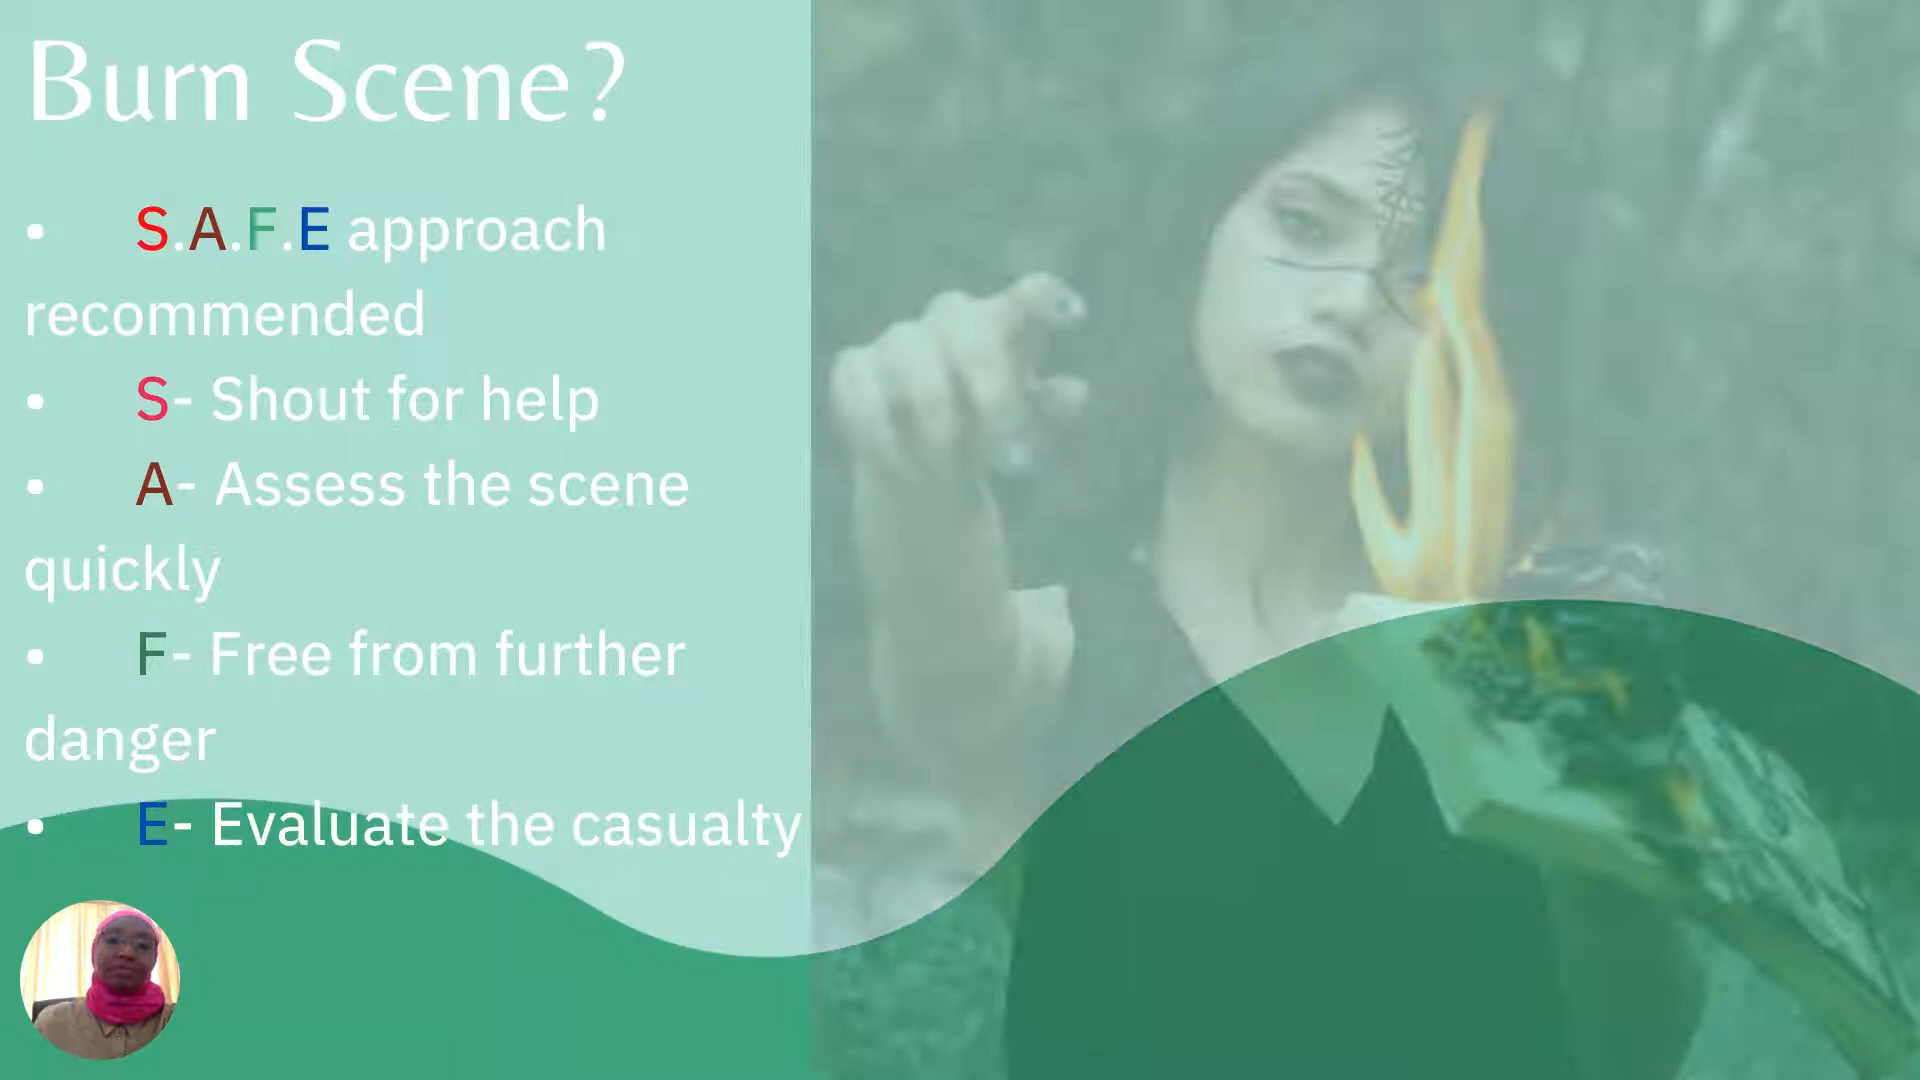 Burn Scene?
• S.A.F.E approach
recommended
• S- Shout for help
• A- Assess the scene
quickly
• F- Free from further
danger
• E- Evaluate the casualty